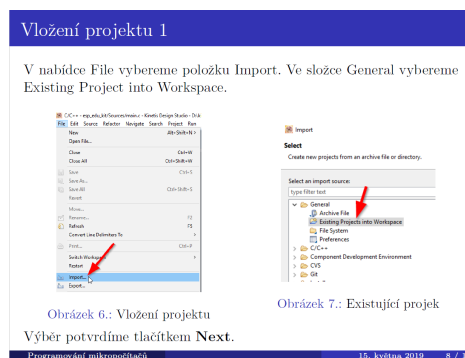 Vložení projektu 1
V nabídce File vybereme položku Import. Ve složce General vybereme
Existing Project into Workspace.
C/C++ - esp_edu_kit/Sources/main.c - Kinetis Design Studio - Disk
File Edit Source Refactor Navigate Search Project Run
New Alt+Shift+N >
Open File...
Close Ctrl+W
Close All Ctrl+Shift+W
Save Ctrl+S
Save As...
Save All Ctrl+Shift+S
Revert
Move...
Rename... F2
Refresh F5
Convert Line Delimiters To >
Print... Ctrl+P
Switch Workspace >
Restart
Import...
Export...
Obrázek 6.: Vložení projektu
Import
Select
Create new projects from an archive file or directory.
Select an import source:
type filter text
General
Archive File
Existing Projects into Workspace
File System
Preferences
C/C++
Component Development Environment
CVS
Git
Obrázek 7.: Existující projek
Výběr potvrdíme tlačítkem Next.
Programování mikropočítačů 15. května 2019 8 / 1